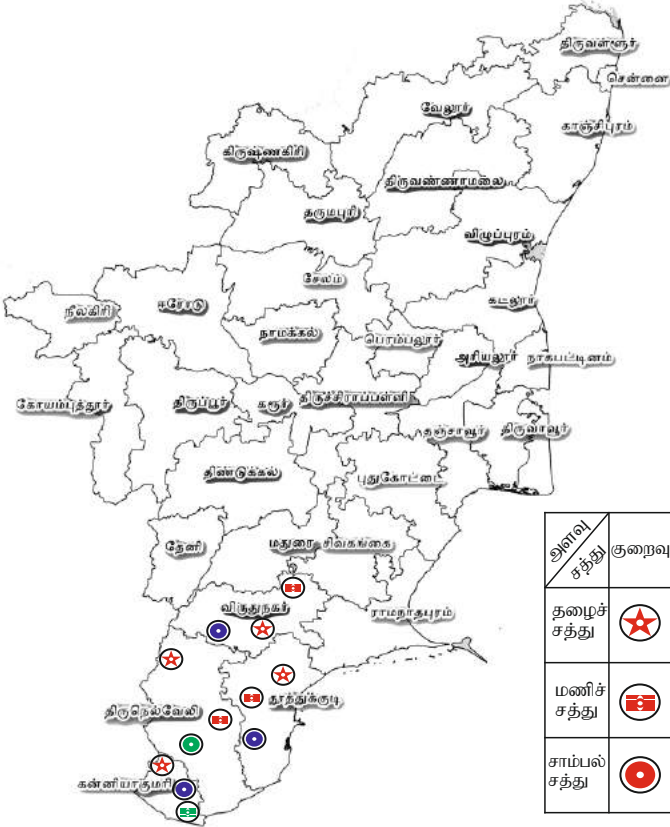 திருவள்ளூர்
சென்னை
வேலூர்
காஞ்சிபுரம்
கிருஷ்ணகிரி
திருவண்ணாமலை
தருமபுரி
விழுப்புரம்
சேலம்
கடலூர்
ஈரோடு
நீலகிரி
நாமக்கல்
பெரம்பலூர்
அரியலூர்
நாகபட்டினம்
கோயம்புத்தூர்
திருப்பூர்
கரூர்
திருச்சிராப்பள்ளி
தஞ்சாவூர்
திருவாவூர்
திண்டுக்கல்
புதுகோட்டை
தேனி
மதுரை
சிவகங்கை
விருதுநகர்
ராமநாதபுரம்
திருநெல்வேலி
தூத்துக்குடி
கன்னியாகுமரி
அளவு
சத்து
குறைவு
தழைச்
சத்து
மணிச்
சத்து
சாம்பல்
சத்து